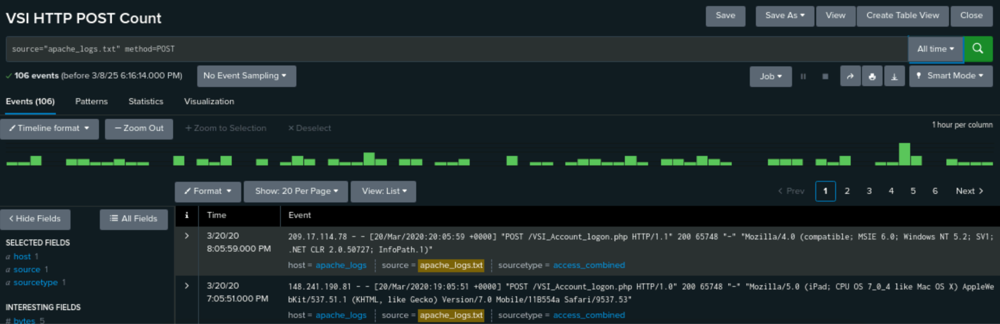 VSI HTTP POST Count
Save Save As View Create Table View Close
source="apache_logs.txt" method=POST
All time
106 events (before 3/8/25 6:16:14.000 PM) No Event Sampling
Job Smart Mode
Events (106) Patterns Statistics Visualization
Timeline format — Zoom Out + Zoom to Selection × Deselect
1 hour per column
Format Show: 20 Per Page View: List
< Prev 1 2 3 4 5 6 Next >
< Hide Fields All Fields
i Time Event
SELECTED FIELDS
a host 1
a source 1
a sourcetype 1
INTERESTING FIELDS
# bytes 5
> 3/20/20
8:05:59.000 PM
209.17.114.78 - - [20/Mar/2020:20:05:59 +0000] "POST /VSI_Account_logon.php HTTP/1.1" 200 65748 "-" "Mozilla/4.0 (compatible; MSIE 6.0; Windows NT 5.2; SV1;
.NET CLR 2.0.50727; InfoPath.1)"
host = apache_logs source = apache_logs.txt sourcetype = access_combined
> 3/20/20
7:05:51.000 PM
148.241.190.81 - - [20/Mar/2020:19:05:51 +0000] "POST /VSI_Account_logon.php HTTP/1.0" 200 65748 "-" "Mozilla/5.0 (iPad; CPU OS 7_0_4 like Mac OS X) AppleWe
bKit/537.51.1 (KHTML, like Gecko) Version/7.0 Mobile/11B554a Safari/9537.53"
host = apache_logs source = apache_logs.txt sourcetype = access_combined